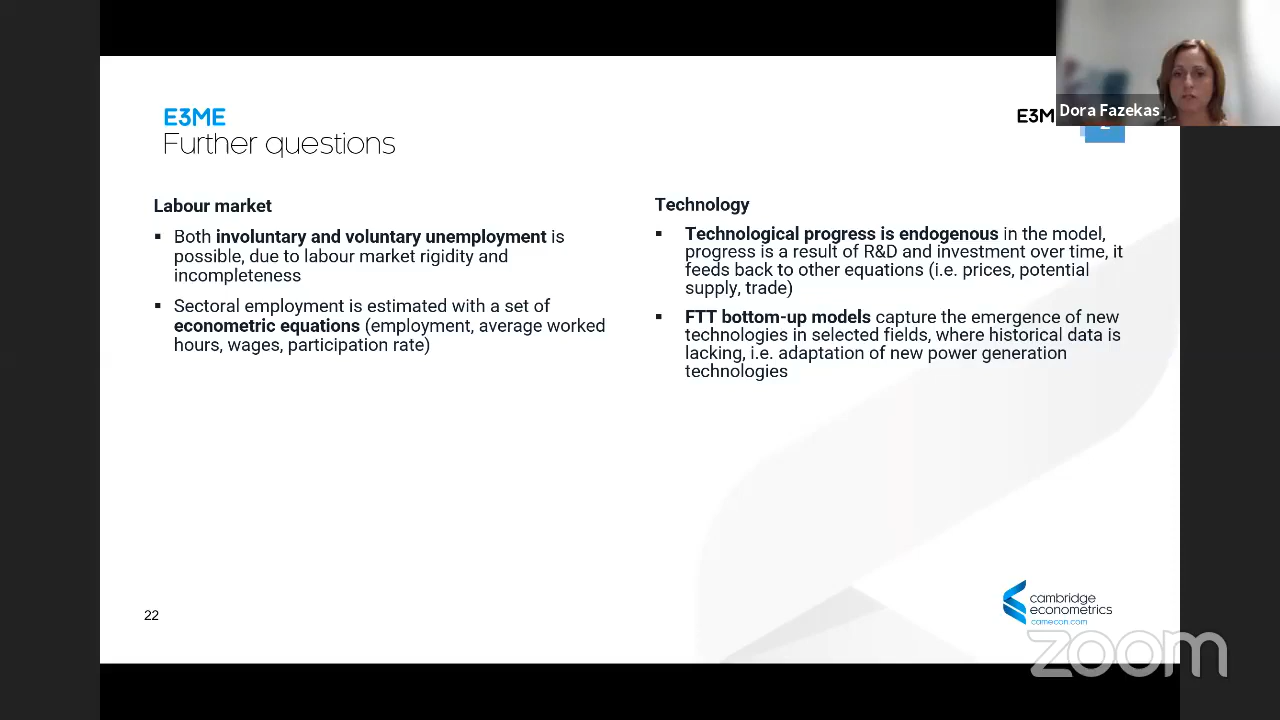 E3ME
Further questions
E3M
Dora Fazekas
Labour market
▪ Both involuntary and voluntary unemployment is
possible, due to labour market rigidity and
incompleteness
▪ Sectoral employment is estimated with a set of
econometric equations (employment, average worked
hours, wages, participation rate)
Technology
▪ Technological progress is endogenous in the model,
progress is a result of R&D and investment over time, it
feeds back to other equations (i.e. prices, potential
supply, trade)
▪ FTT bottom-up models capture the emergence of new
technologies in selected fields, where historical data is
lacking, i.e. adaptation of new power generation
technologies
22
cambridge
econometrics
camecon.com
zoom